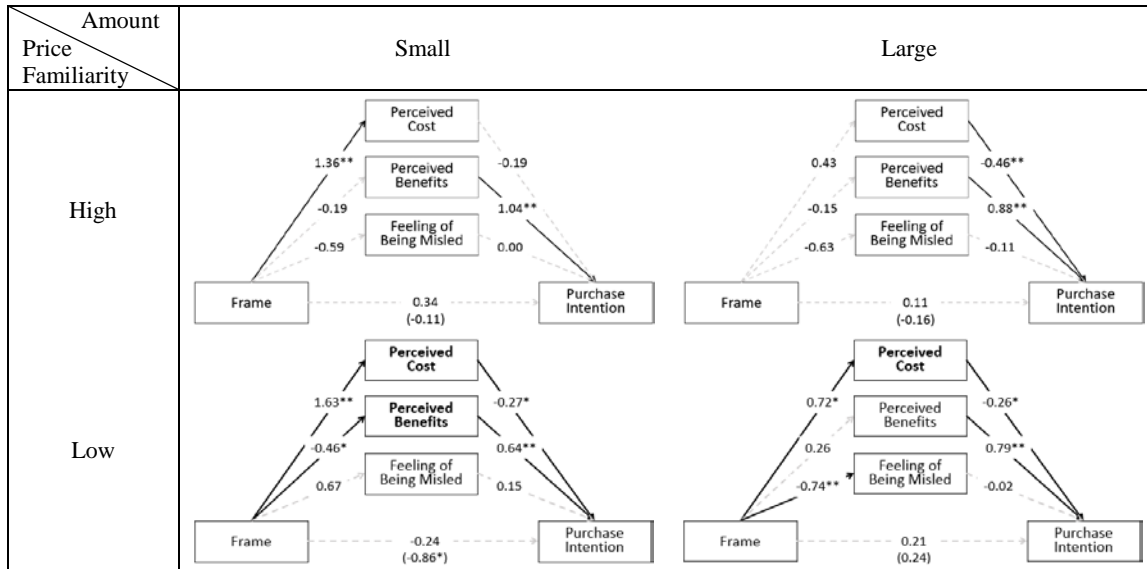 Amount
Price
Familiarity
Small
Large
High
Perceived
Cost
1.36**
-0.19
Perceived
Benefits
-0.19
1.04**
Feeling of
Being Misled
-0.59
0.00
Frame
0.34
(-0.11)
Purchase
Intention
Perceived
Cost
0.43
-0.46**
Perceived
Benefits
-0.15
0.88**
Feeling of
Being Misled
-0.63
-0.11
Frame
0.11
(-0.16)
Purchase
Intention
Low
Perceived
Cost
1.63**
-0.27*
Perceived
Benefits
-0.46*
0.64**
Feeling of
Being Misled
0.67
0.15
Frame
-0.24
(-0.86*)
Purchase
Intention
Perceived
Cost
0.72*
-0.26*
Perceived
Benefits
0.26
0.79**
Feeling of
Being Misled
-0.74**
-0.02
Frame
0.21
(0.24)
Purchase
Intention